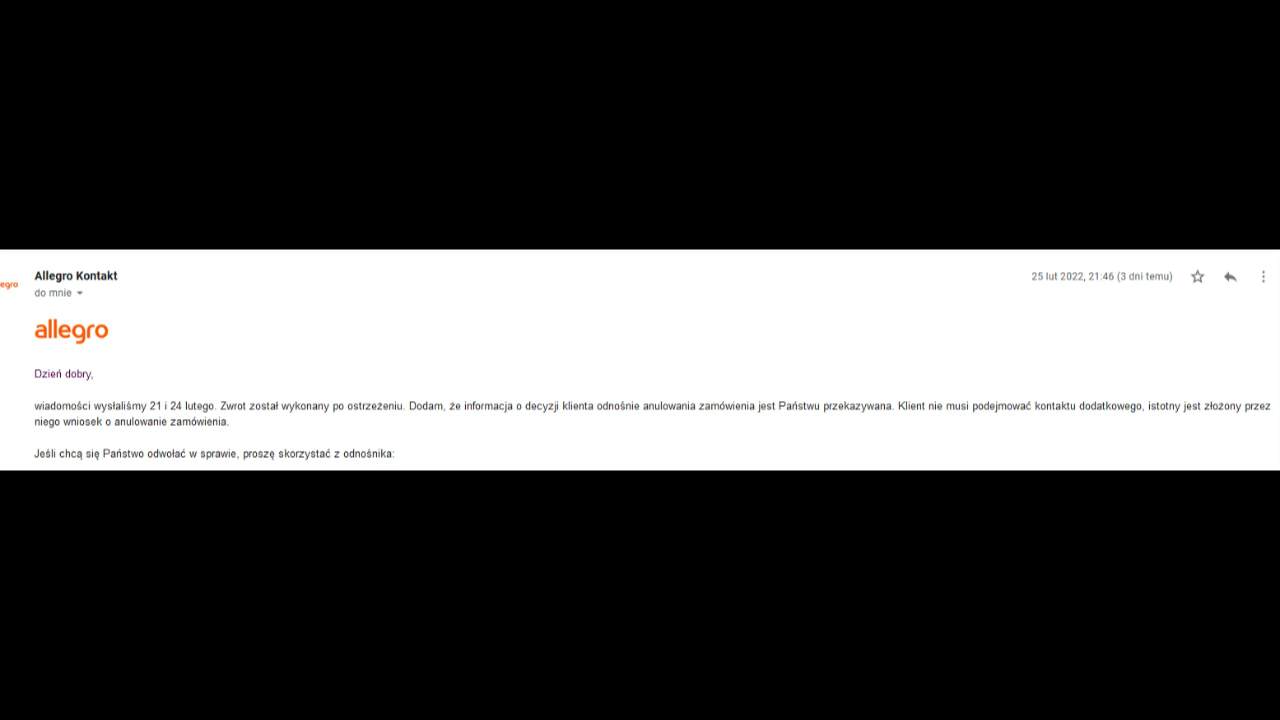 Allegro Kontakt
25 lut 2022, 21:46 (3 dni temu)
egro
do mnie
allegro
Dzień dobry,
wiadomości wysłaliśmy 21 i 24 lutego. Zwrot został wykonany po ostrzeżeniu. Dodam, że informacja o decyzji klienta odnośnie anulowania zamówienia jest Państwu przekazywana. Klient nie musi podejmować kontaktu dodatkowego, istotny jest złożony przez
niego wniosek o anulowanie zamówienia.
Jeśli chcą się Państwo odwołać w sprawie, proszę skorzystać z odnośnika: